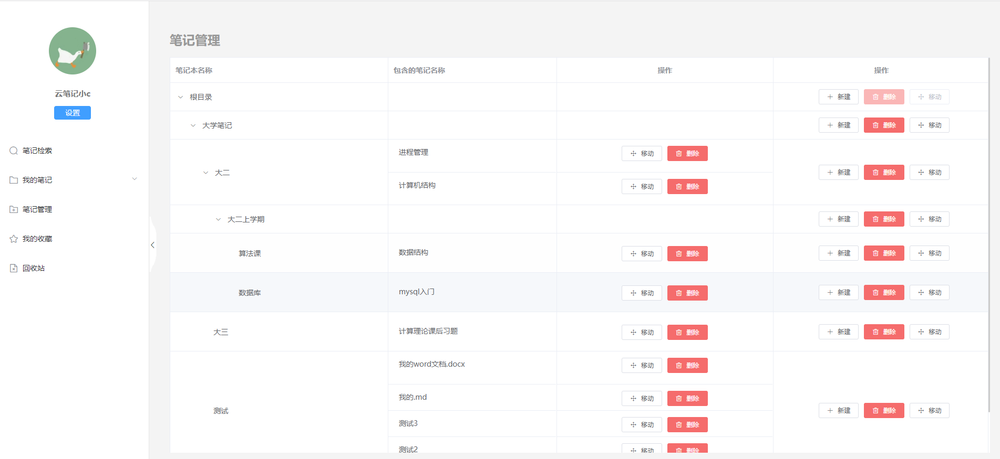 云笔记小c
设置
笔记检索
我的笔记
笔记管理
我的收藏
回收站
笔记管理
笔记本名称 包含的笔记名称 操作 操作
根目录 新建 删除 移动
大学笔记 新建 删除 移动
大二 进程管理 移动 删除 新建 删除 移动
计算机结构 移动 删除
大二上学期 新建 删除 移动
算法课 数据结构 移动 删除 新建 删除 移动
数据库 mysql入门 移动 删除 新建 删除 移动
大三 计算理论课后习题 移动 删除 新建 删除 移动
我的word文档.docx 移动 删除
我的.md 移动 删除
测试 新建 删除 移动
测试3 移动 删除
测试2 移动 删除